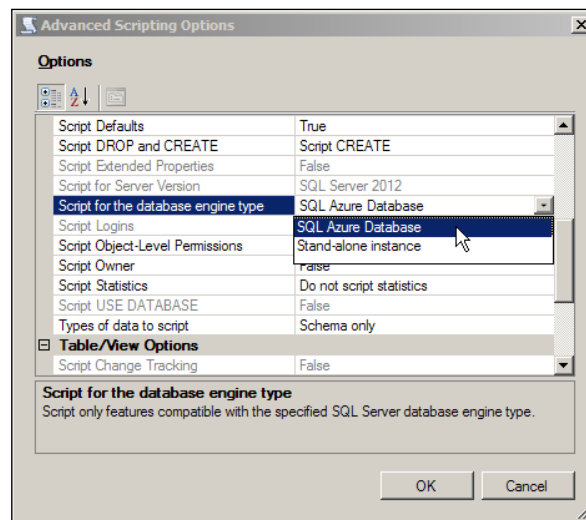 Advanced Scripting Options
Options
Script Defaults True
Script DROP and CREATE Script CREATE
Script Extended Properties False
Script for Server Version SQL Server 2012
Script for the database engine type SQL Azure Database
Script Logins SQL Azure Database
Script Object-Level Permissions Stand-alone instance
Script Owner False
Script Statistics Do not script statistics
Script USE DATABASE False
Types of data to script Schema only
Table/View Options
Script Change Tracking False
Script for the database engine type
Script only features compatible with the specified SQL Server database engine type.
OK Cancel